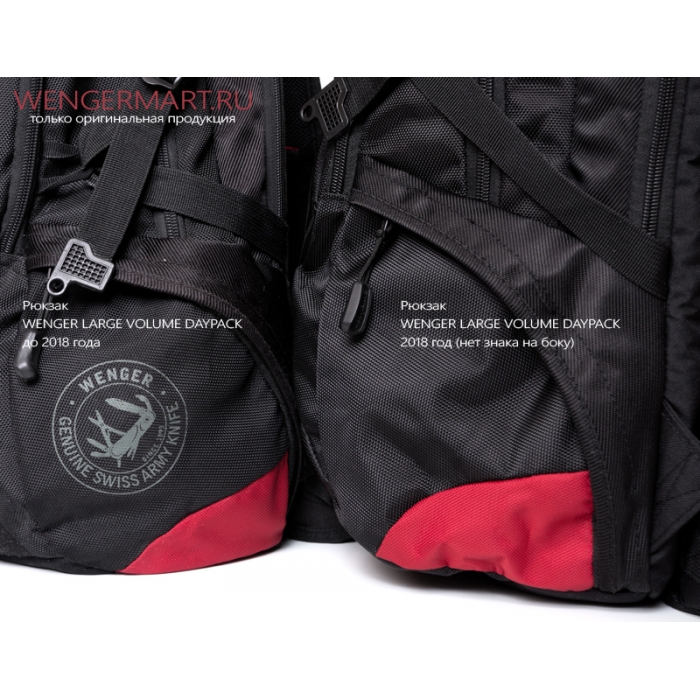 WENGERMART.RU
только оригинальная продукция
Рюкзак
WENGER LARGE VOLUME DAYPACK
до 2018 года
Рюкзак
WENGER LARGE VOLUME DAYPACK
2018 год (нет знака на боку)
WENGER
GENUINE SWISS ARMY KNIFE